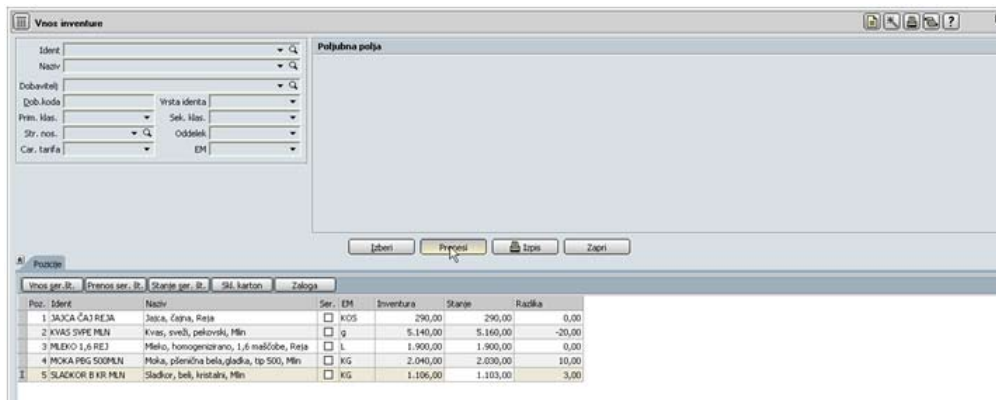 Vnos inventure
?
Ident
Naziv
Dobavitelj
Dob.koda Vrsta identa
Prim. klas. Sek. klas.
Str. nos. Oddelek
Car. tarifa EM
Poljubna polja
Izberi Prenesi Izpis Zapri
Pozicije
Vnos ser.št. Prenos ser. št. Stanje ser. št. Skl. karton Zaloga
Poz. Ident Naziv Ser. EM Inventura Stanje Razlika
1 JAJCA ČAJ REJA Jajca, čajna, Reja KOS 290,00 290,00 0,00
2 KVAS SVPE MLN Kvas, sveži, pekovski, Mlin g 5.140,00 5.160,00 -20,00
3 MLEKO 1,6 REJ Mleko, homogenizirano, 1,6 maščobe, Reja L 1.900,00 1.900,00 0,00
4 MOKA PBG 500MLN Moka, pšenična bela,gladka, tip 500, Mlin KG 2.040,00 2.030,00 10,00
5 SLADKOR B KR MLN Sladkor, beli, kristalni, Mlin KG 1.106,00 1.103,00 3,00